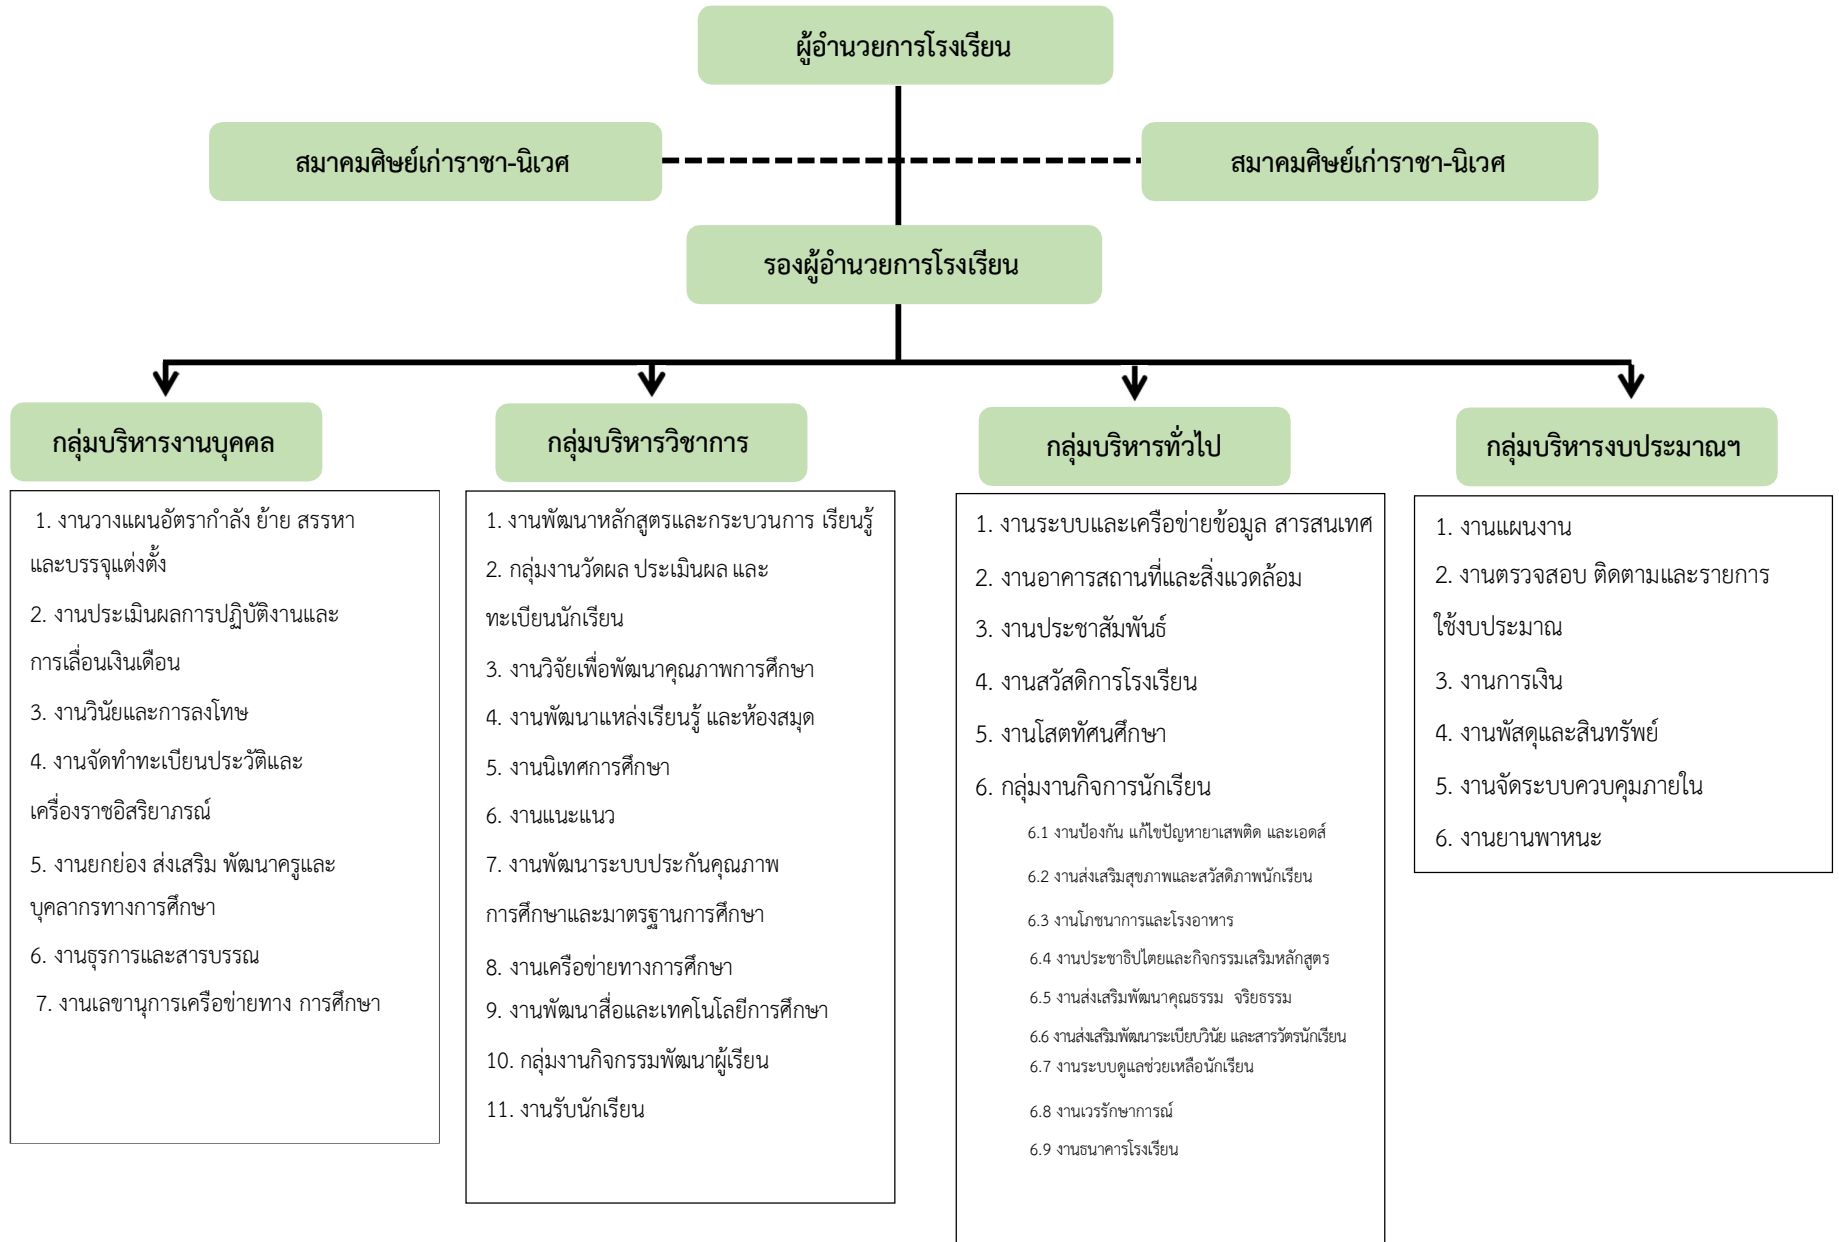 ผู้อำนวยการโรงเรียน
สมาคมศิษย์เก่าราชา-นิเวศ
สมาคมศิษย์เก่าราชา-นิเวศ
รองผู้อำนวยการโรงเรียน
กลุ่มบริหารงานบุคคล
1. งานวางแผนอัตรากำลัง ย้าย สรรหา
และบรรจุแต่งตั้ง
2. งานประเมินผลการปฏิบัติงานและ
การเลื่อนเงินเดือน
3. งานวินัยและการลงโทษ
4. งานจัดทำทะเบียนประวัติและ
เครื่องราชอิสริยาภรณ์
5. งานยกย่อง ส่งเสริม พัฒนาครูและ
บุคลากรทางการศึกษา
6. งานธุรการและสารบรรณ
7. งานเลขานุการเครือข่ายทาง การศึกษา
กลุ่มบริหารวิชาการ
1. งานพัฒนาหลักสูตรและกระบวนการ เรียนรู้
2. กลุ่มงานวัดผล ประเมินผล และ
ทะเบียนนักเรียน
3. งานวิจัยเพื่อพัฒนาคุณภาพการศึกษา
4. งานพัฒนาแหล่งเรียนรู้ และห้องสมุด
5. งานนิเทศการศึกษา
6. งานแนะแนว
7. งานพัฒนาระบบประกันคุณภาพ
การศึกษาและมาตรฐานการศึกษา
8. งานเครือข่ายทางการศึกษา
9. งานพัฒนาสื่อและเทคโนโลยีการศึกษา
10. กลุ่มงานกิจกรรมพัฒนาผู้เรียน
11. งานรับนักเรียน
กลุ่มบริหารทั่วไป
1. งานระบบและเครือข่ายข้อมูล สารสนเทศ
2. งานอาคารสถานที่และสิ่งแวดล้อม
3. งานประชาสัมพันธ์
4. งานสวัสดิการโรงเรียน
5. งานโสตทัศนศึกษา
6. กลุ่มงานกิจการนักเรียน
6.1 งานป้องกัน แก้ไขปัญหายาเสพติด และเอดส์
6.2 งานส่งเสริมสุขภาพและสวัสดิภาพนักเรียน
6.3 งานโภชนาการและโรงอาหาร
6.4 งานประชาธิปไตยและกิจกรรมเสริมหลักสูตร
6.5 งานส่งเสริมพัฒนาคุณธรรม จริยธรรม
6.6 งานส่งเสริมพัฒนาระเบียบวินัย และสารวัตรนักเรียน
6.7 งานระบบดูแลช่วยเหลือนักเรียน
6.8 งานเวรรักษาการณ์
6.9 งานธนาคารโรงเรียน
กลุ่มบริหารงบประมาณฯ
1. งานแผนงาน
2. งานตรวจสอบ ติดตามและรายการ
ใช้งบประมาณ
3. งานการเงิน
4. งานพัสดุและสินทรัพย์
5. งานจัดระบบควบคุมภายใน
6. งานยานพาหนะ